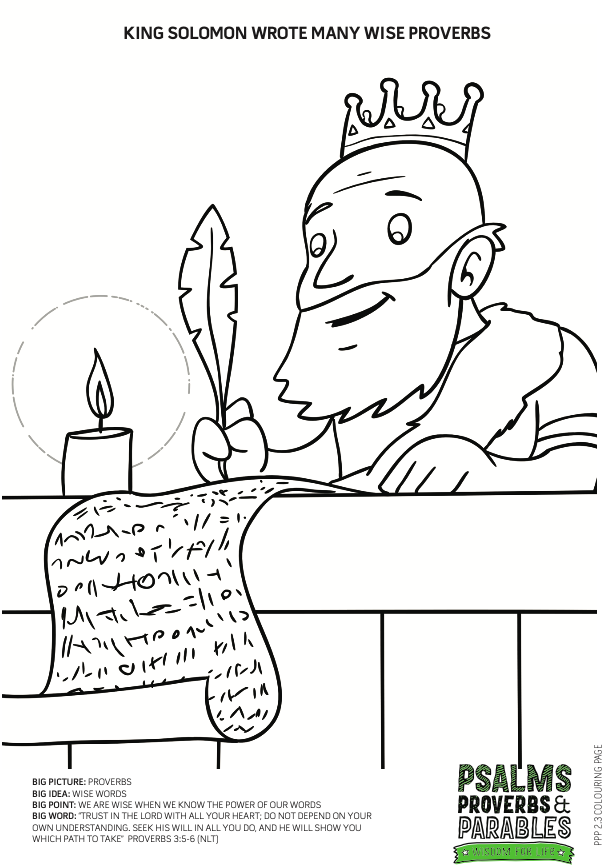 KING SOLOMON WROTE MANY WISE PROVERBS
BIG PICTURE: PROVERBS
BIG IDEA: WISE WORDS
BIG POINT: WE ARE WISE WHEN WE KNOW THE POWER OF OUR WORDS
BIG WORD: "TRUST IN THE LORD WITH ALL YOUR HEART; DO NOT DEPEND ON YOUR
OWN UNDERSTANDING. SEEK HIS WILL IN ALL YOU DO, AND HE WILL SHOW YOU
WHICH PATH TO TAKE" PROVERBS 3:5-6 (NLT)
PSALMS
PROVERBS &
PARABLES
WISDOM FOR LIFE
PPP 2.3 COLOURING PAGE